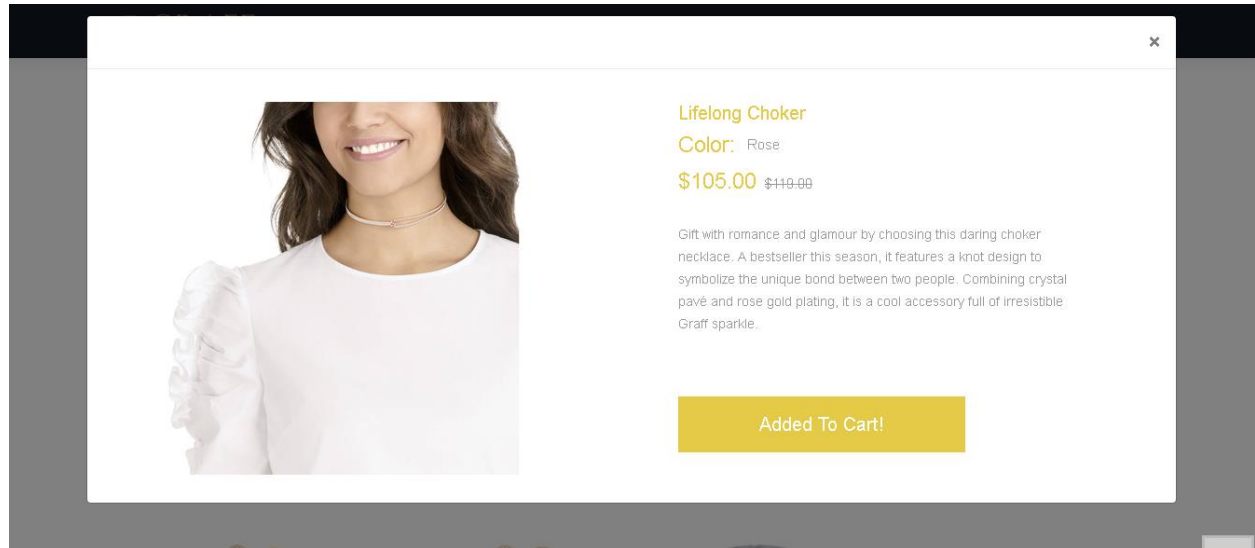 ×
Lifelong Choker
Color: Rose
$105.00 $119.00
Gift with romance and glamour by choosing this daring choker
necklace. A bestseller this season, it features a knot design to
symbolize the unique bond between two people. Combining crystal
pavé and rose gold plating, it is a cool accessory full of irresistible
Graff sparkle.
Added To Cart!